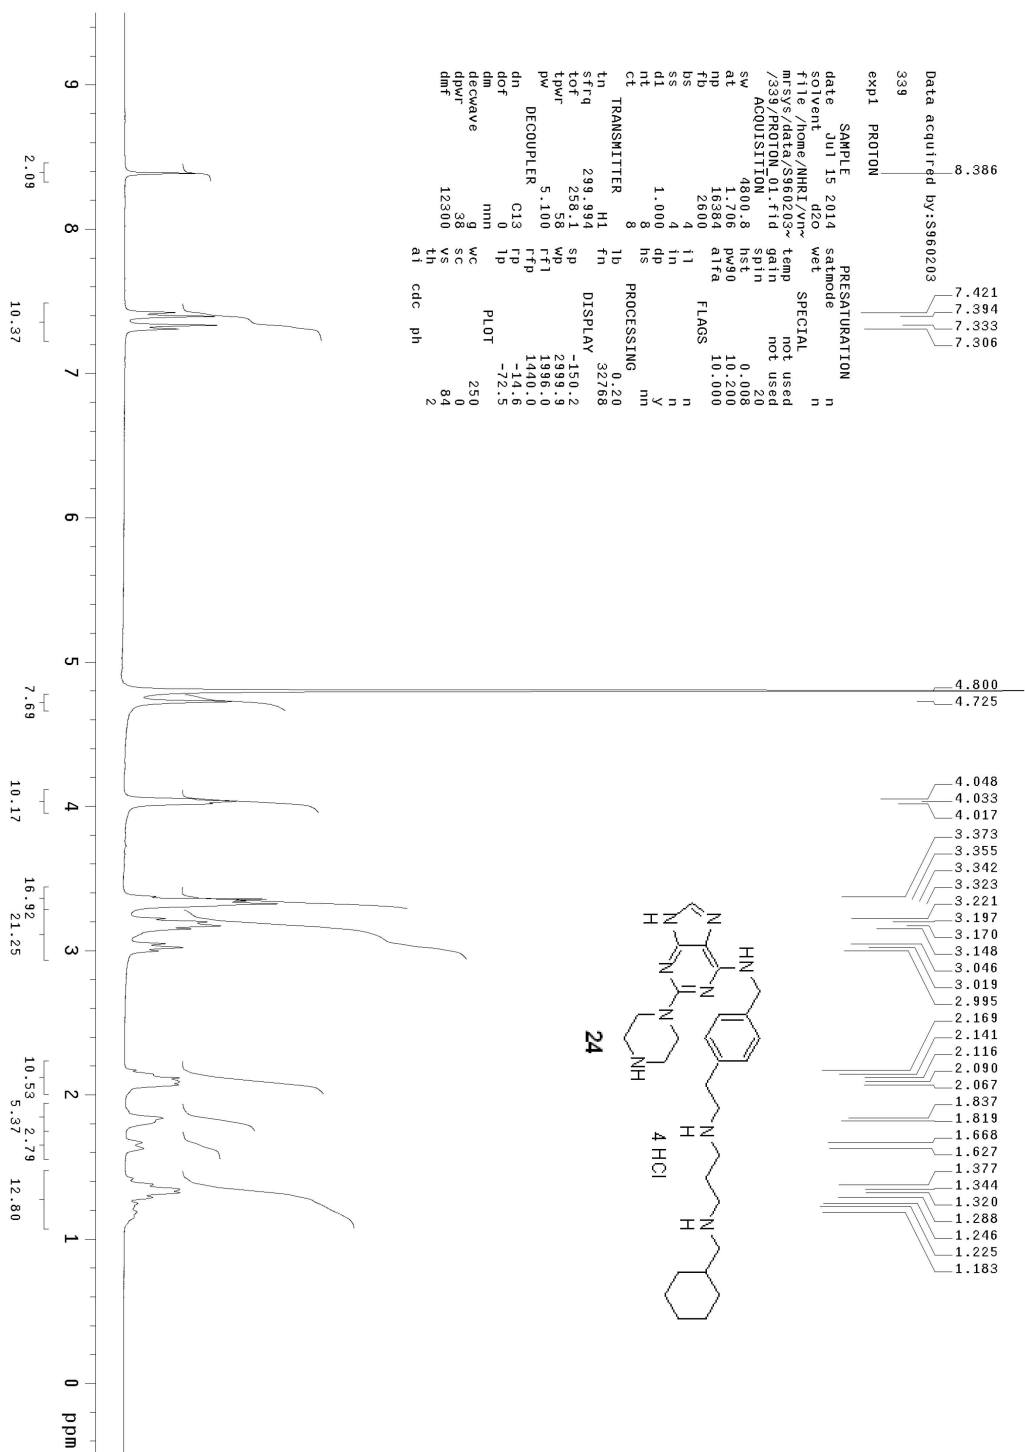 Data acquired by:S960203
339
exp1 PROTON
SAMPLE
date Jul 15 2014
solvent d2o
file /home/NHRI/vn~
mrsys/data/S960203~
/339/PROTON_01.fid
ACQUISITION
sw 4800.8
at 1.706
np 16384
fb 2600
bs 4
ss 4
d1 1.000
nt 8
ct 8
TRANSMITTER
tn H1
sfrq 299.994
tof 258.1
tpwr 58
pw 5.100
DECOUPLER
dn C13
dof 0
dm nnn
decwave g
dpwr 38
dmf 12300
PRESATURATION
satmode n
wet n
SPECIAL
temp not used
gain not used
spin 20
hst 0.008
pw90 10.200
alfa 10.000
FLAGS
il n
in n
dp y
hs nn
PROCESSING
lb 0.20
fn 32768
DISPLAY
sp -150.2
wp 2999.9
rfl 1996.0
rfp 1440.0
rp -14.6
lp -72.5
PLOT
wc 250
sc 0
vs 84
th 2
ai cdc ph
8.386
7.421
7.394
7.333
7.306
4.800
4.725
4.048
4.033
4.017
3.373
3.355
3.342
3.323
3.221
3.197
3.170
3.148
3.046
3.019
2.995
2.169
2.141
2.116
2.090
2.067
1.837
1.819
1.668
1.627
1.377
1.344
1.320
1.288
1.246
1.225
1.183
N
N
H
N
N
HN
N
NH
N
H
N
H
4 HCl
24
9 8 7 6 5 4 3 2 1 0 ppm
2.09 10.37 7.69 10.17 16.92 21.25 10.53 5.37 2.79 12.80